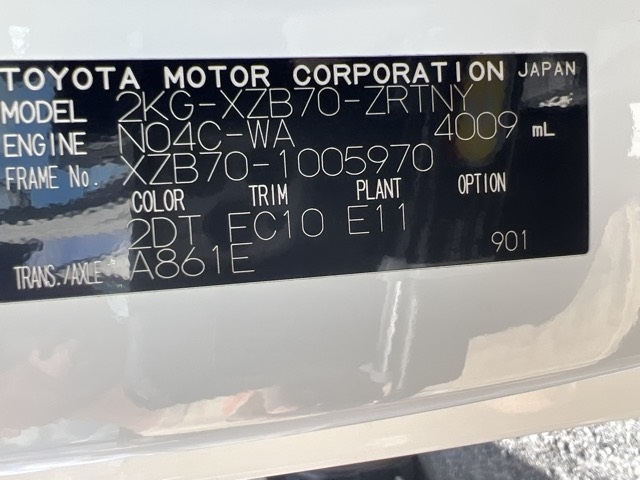 TOYOTA MOTOR CORPORATION JAPAN
MODEL 2KG-XZB70-ZRTNY
ENGINE N04C-WA 4009 mL
FRAME No. XZB70-1005970
COLOR TRIM PLANT OPTION
2DT FC10 E11
TRANS./AXLE A861E 901